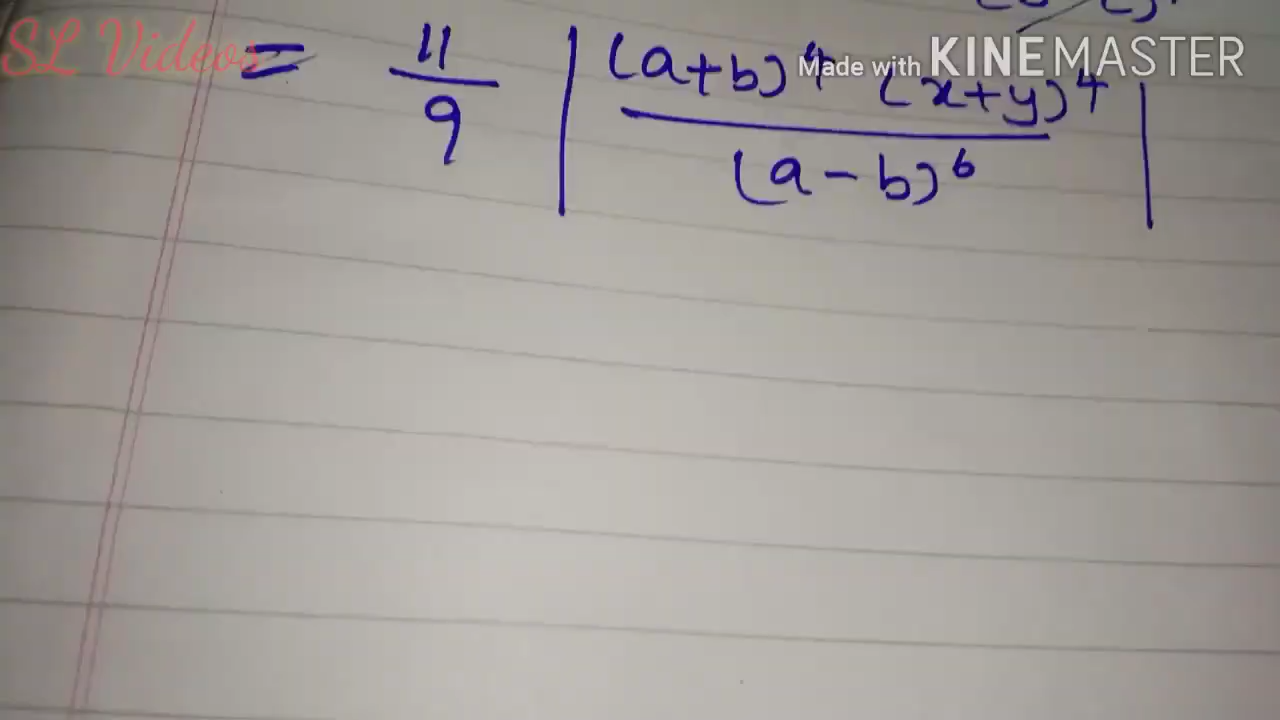 SL Videos
Made with KINEMASTER
= 11/9 | (a+b)⁴ (x+y)⁴ / (a-b)⁶ |